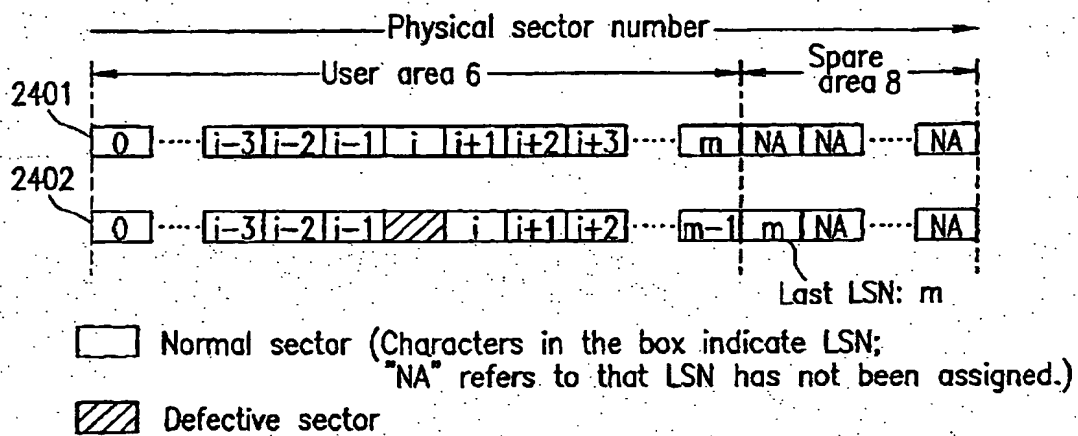 Physical sector number
User area 6
Spare area 8
2401
0 ..... i-3 i-2 i-1 i i+1 i+2 i+3 ..... m NA NA ..... NA
2402
0 ..... i-3 i-2 i-1 i i+1 i+2 ..... m-1 m NA ..... NA
Last LSN: m
Normal sector (Characters in the box indicate LSN;
"NA" refers to that LSN has not been assigned.)
Defective sector